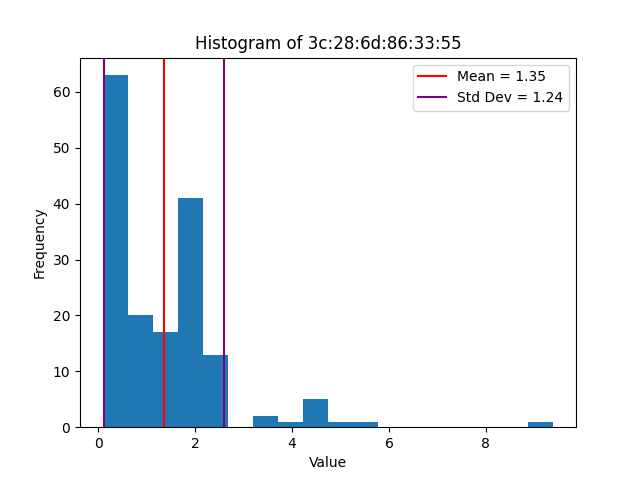 Histogram of 3c:28:6d:86:33:55
Mean = 1.35
Std Dev = 1.24
60
50
40
30
20
10
0
Frequency
0 2 4 6 8
Value